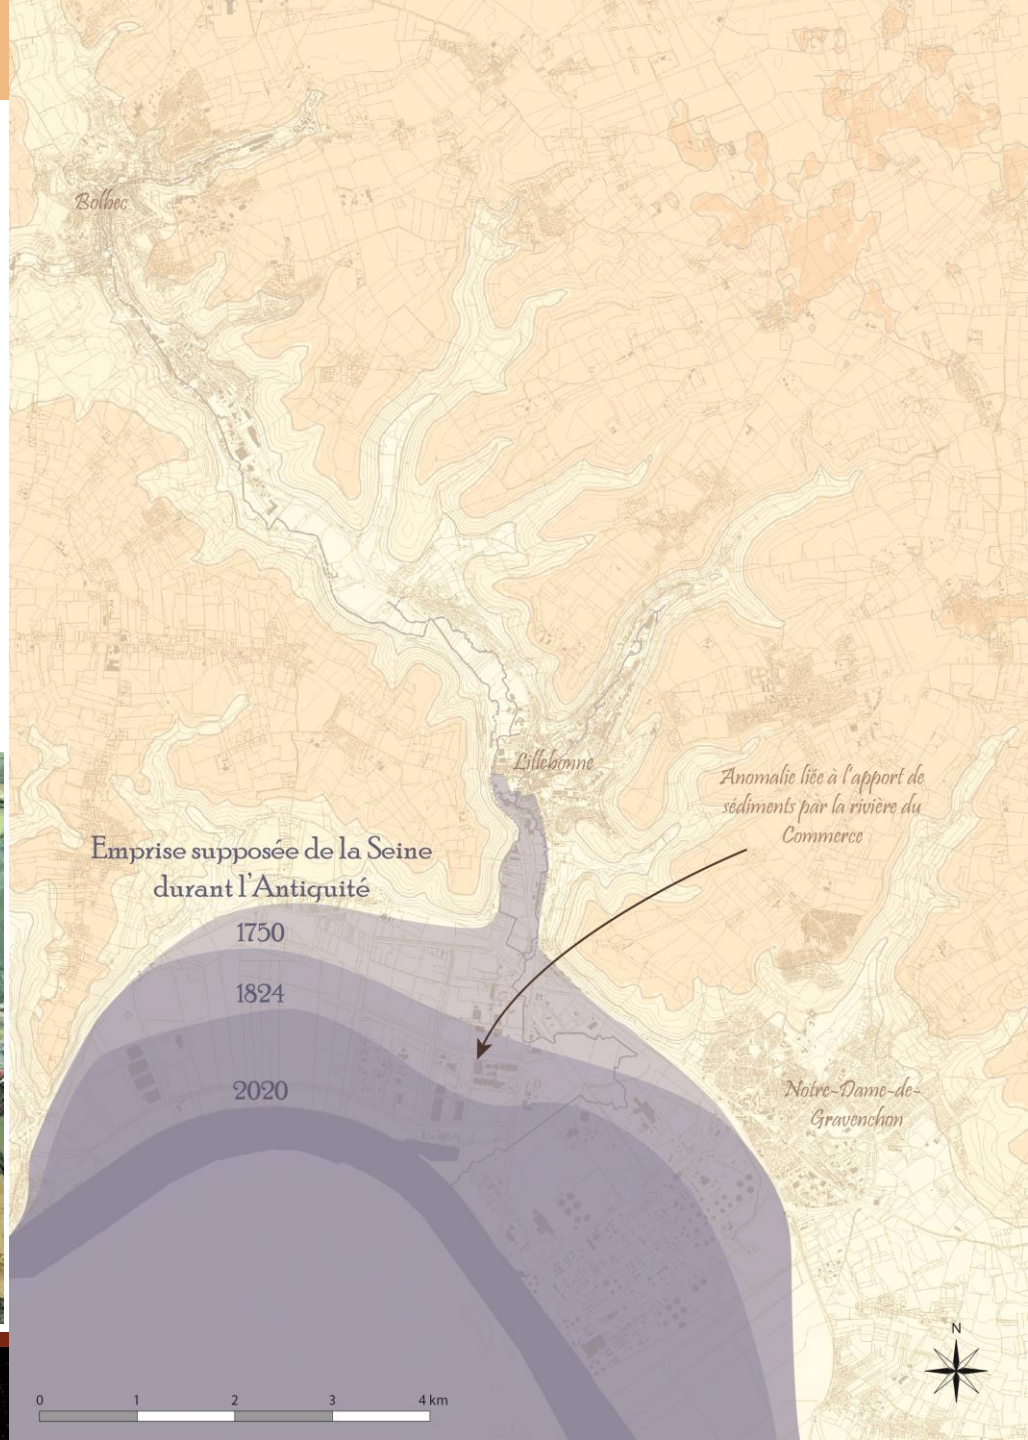 Bolbec
Lillebonne
Anomalie liée à l'apport de
sédiments par la rivière du
Commerce
Emprise supposée de la Seine
durant l'Antiquité
1750
1824
2020
Notre-Dame-de-
Gravenchon
N
0 1 2 3 4 km